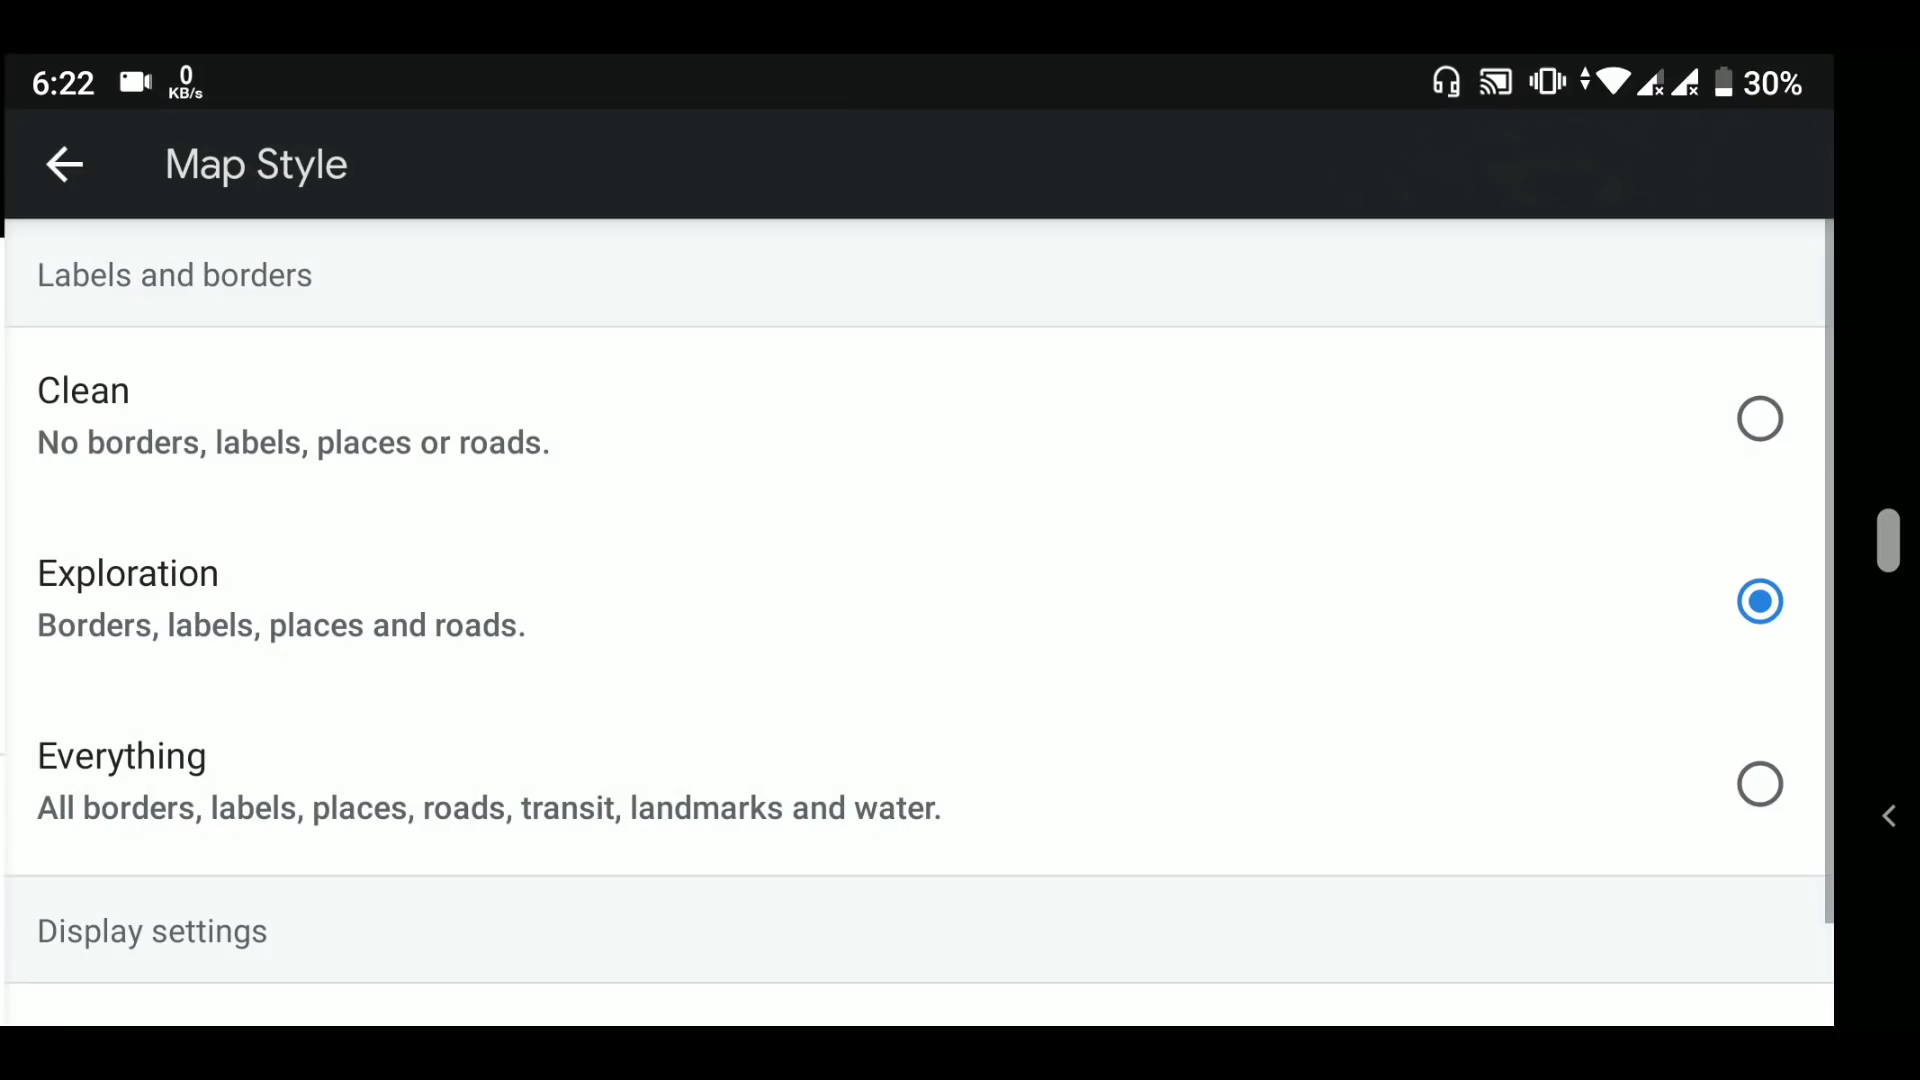 6:22 0 KB/s 30%
Map Style
Labels and borders
Clean
No borders, labels, places or roads.
Exploration
Borders, labels, places and roads.
Everything
All borders, labels, places, roads, transit, landmarks and water.
Display settings